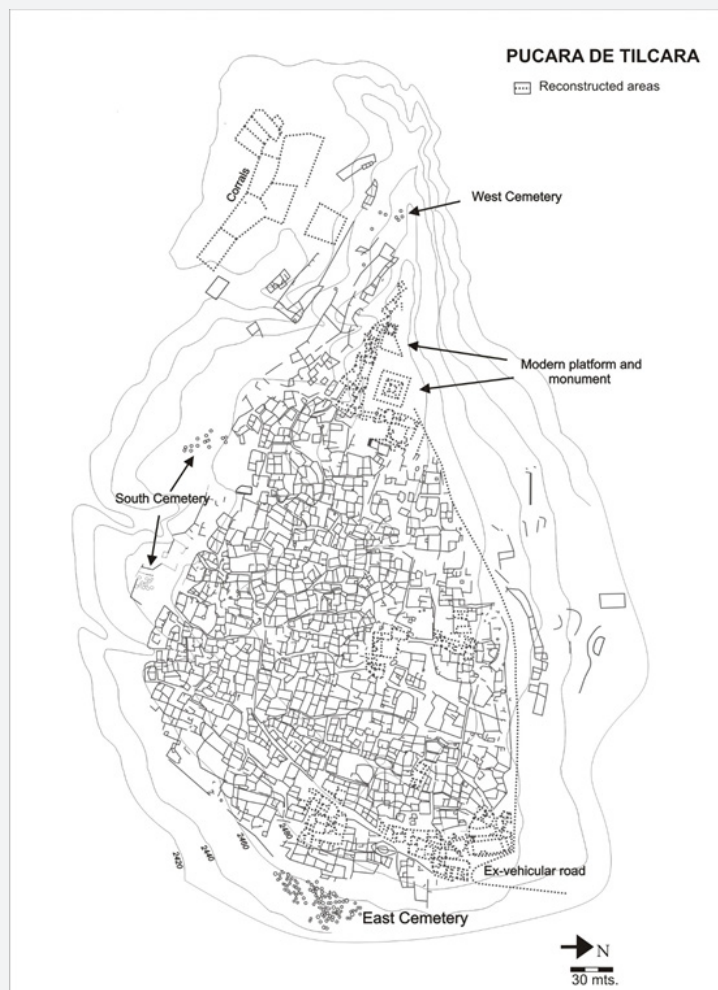 PUCARA DE TILCARA
Reconstructed areas
Corrals
West Cemetery
Modern platform and
monument
South Cemetery
2480
2460
2440
2420
Ex-vehicular road
East Cemetery
N
30 mts.